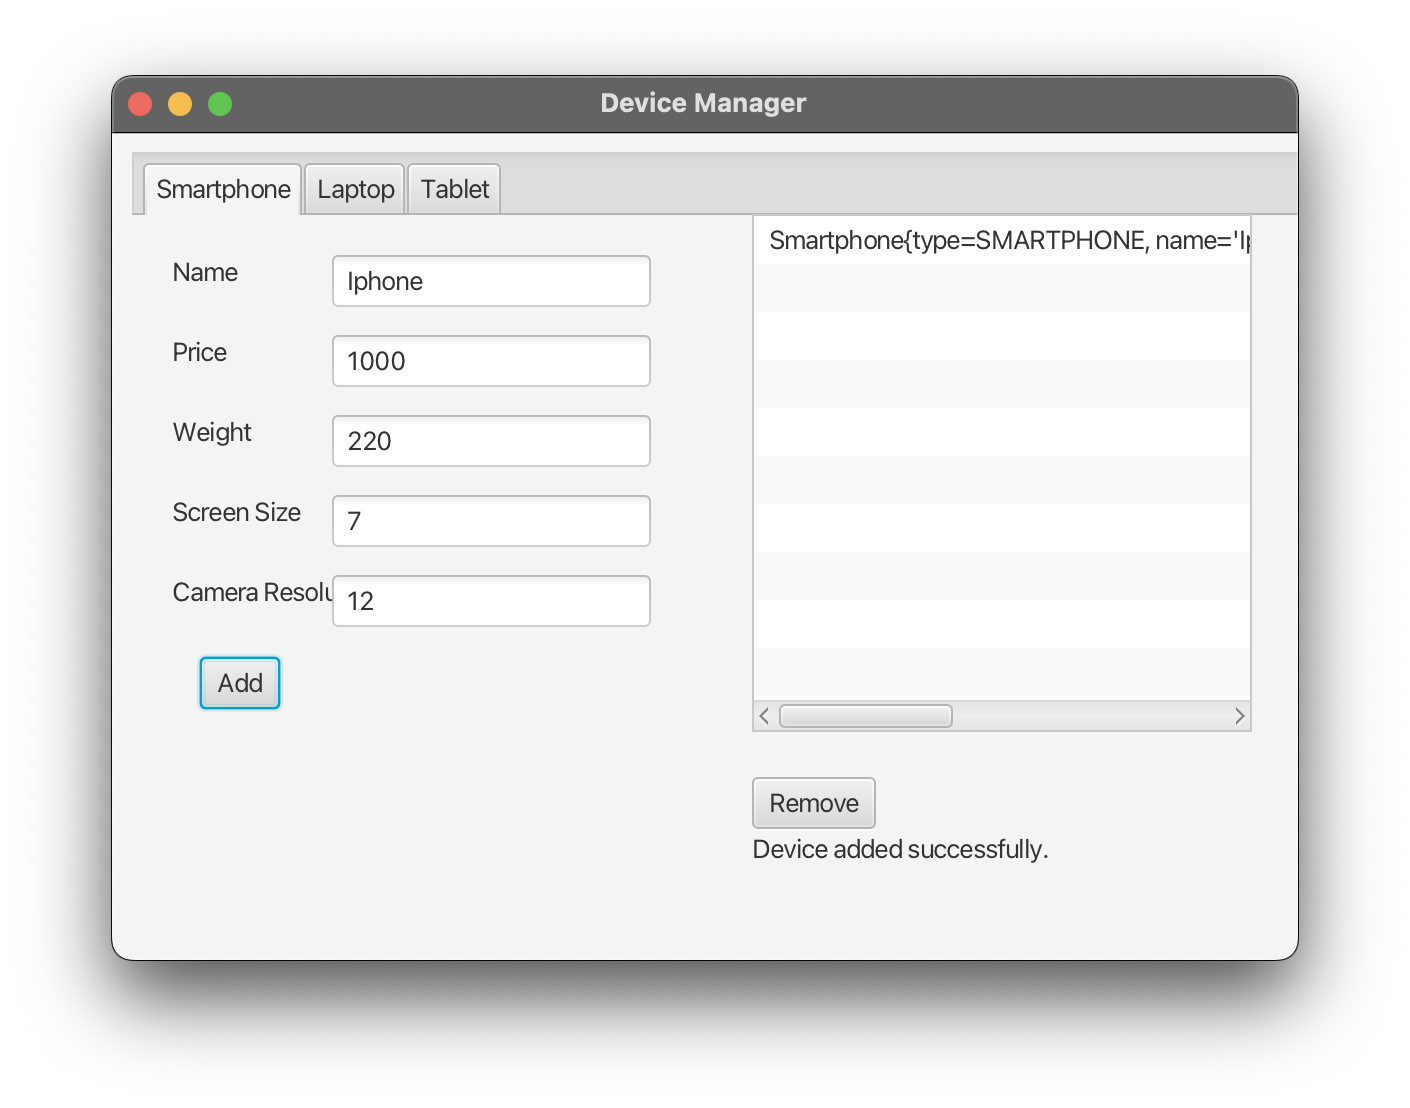 Device Manager
Smartphone
Laptop
Tablet
Name
Iphone
Price
1000
Weight
220
Screen Size
7
Camera Resolu
12
Add
Smartphone{type=SMARTPHONE, name='Ip
Remove
Device added successfully.